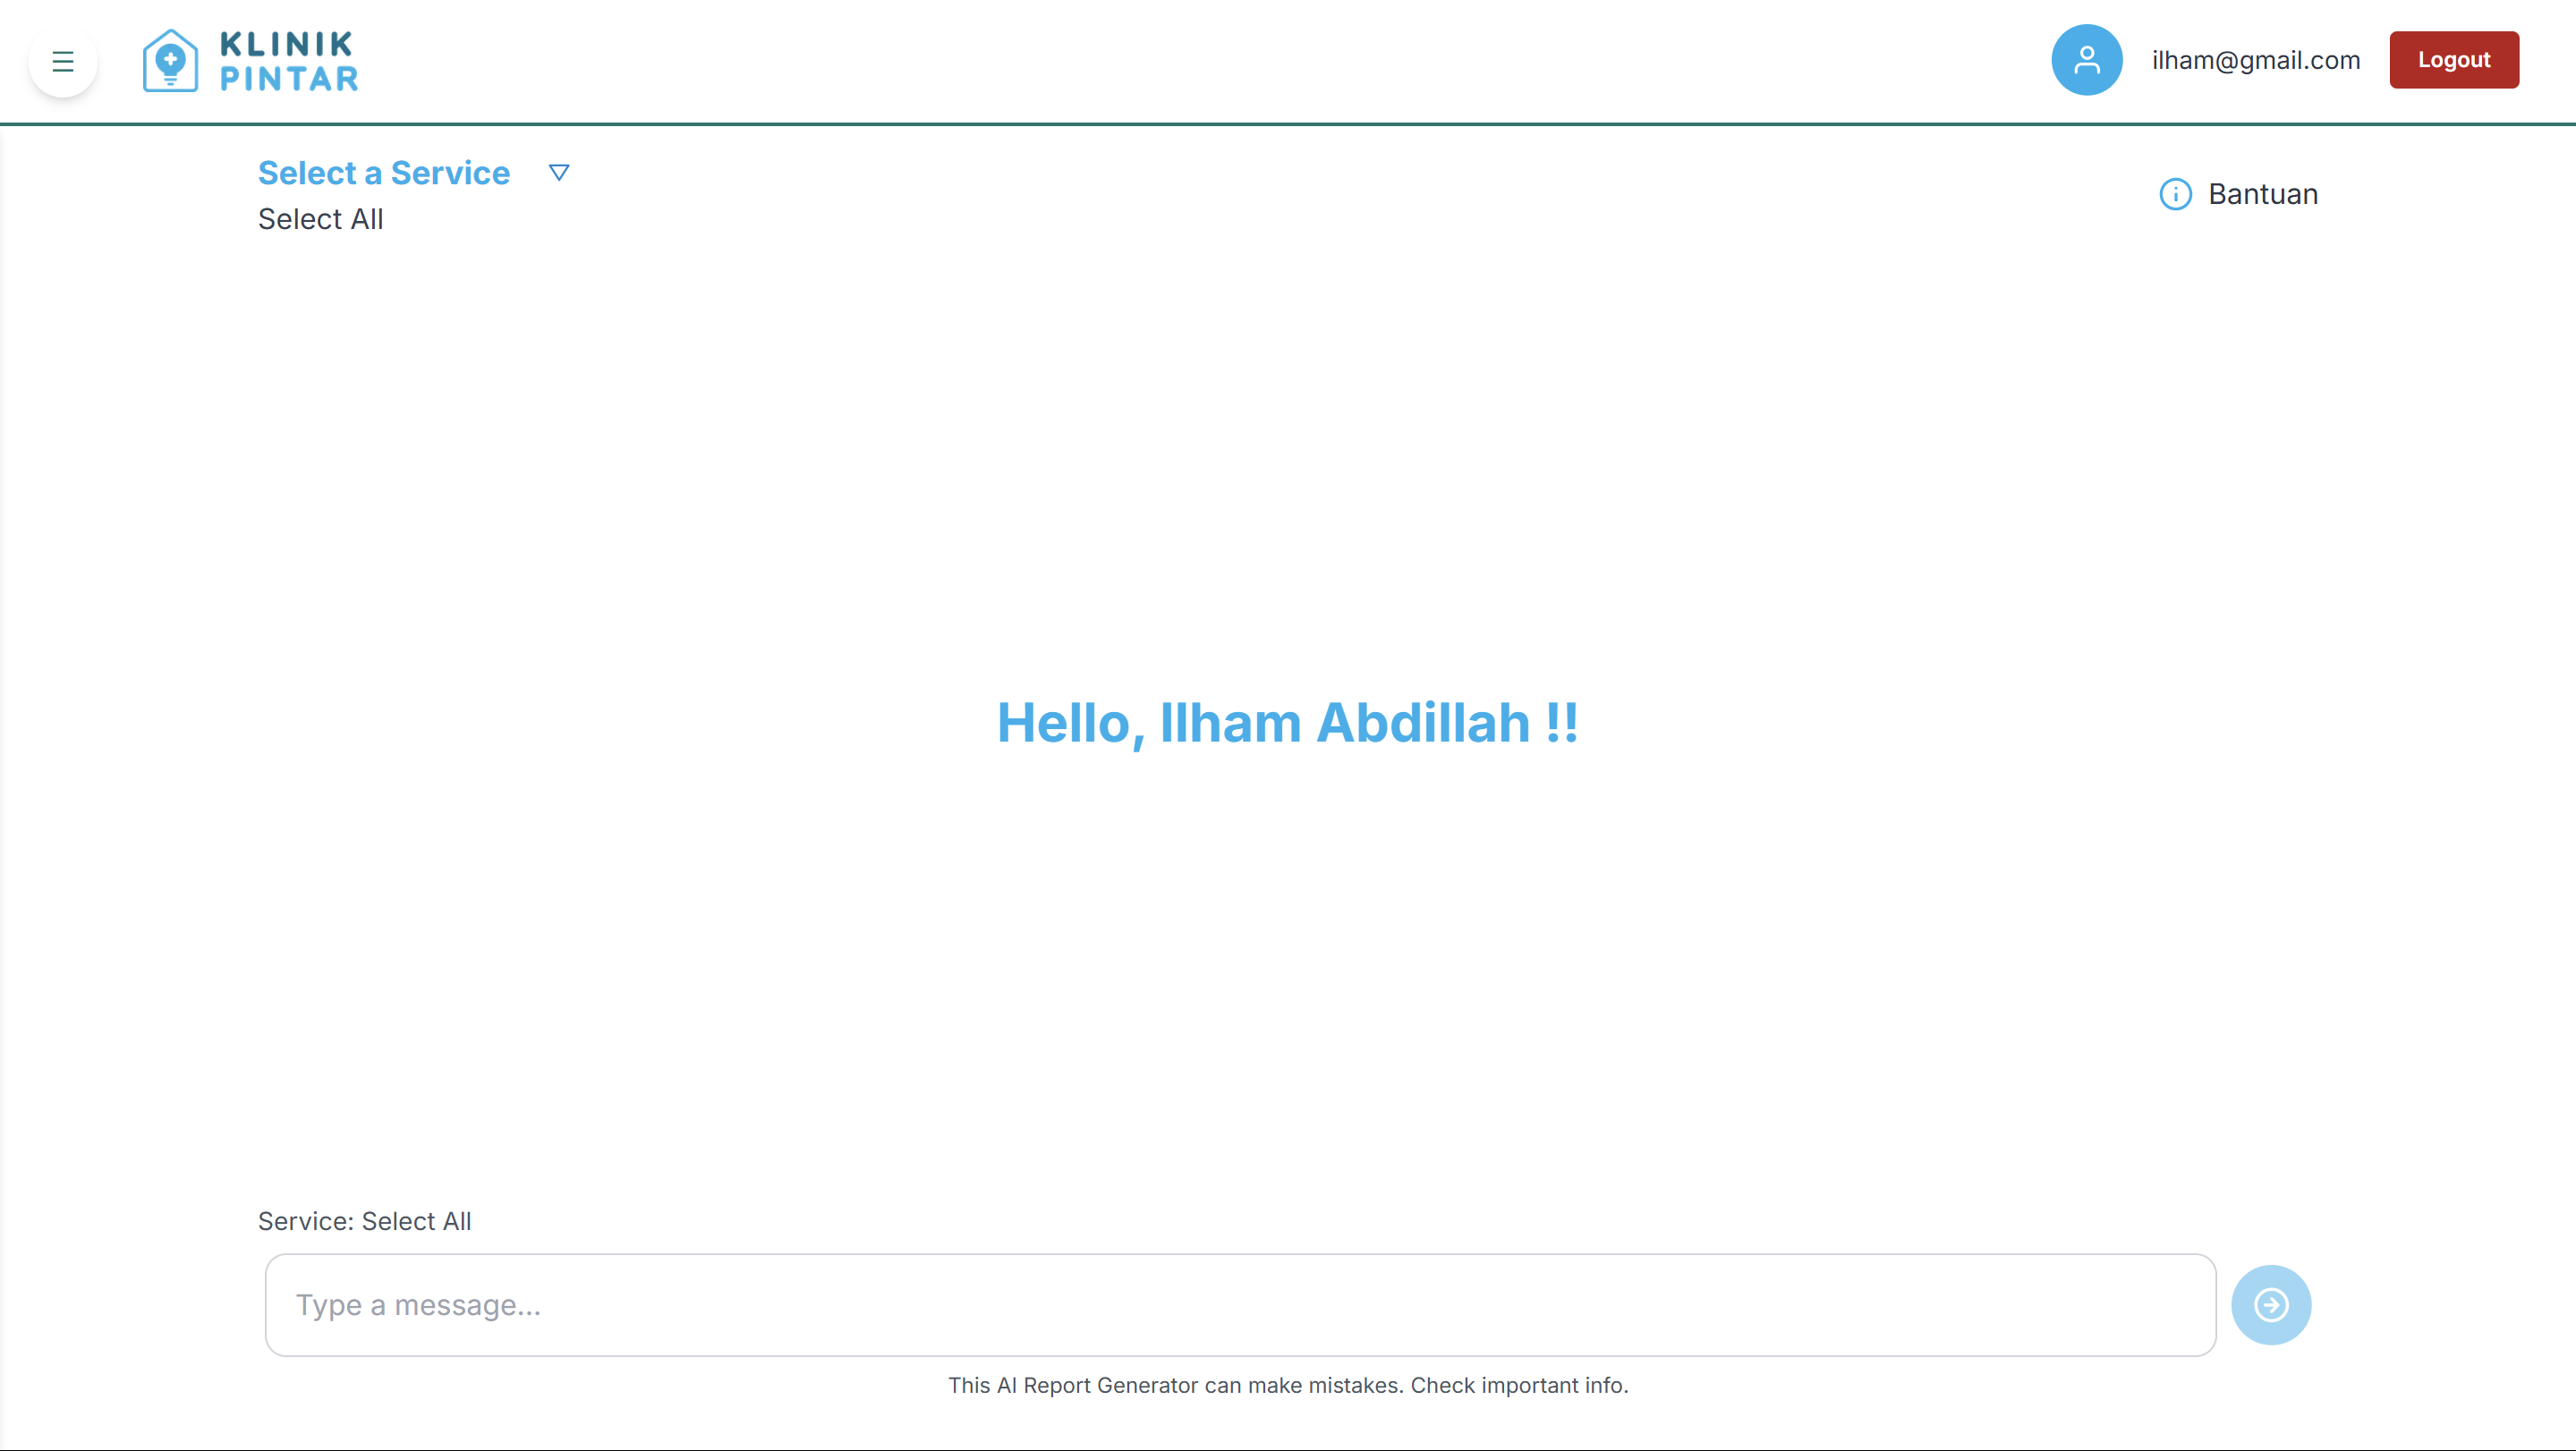 KLINIK
PINTAR
ilham@gmail.com
Logout
Select a Service
Select All
Bantuan
Hello, Ilham Abdillah !!
Service: Select All
Type a message...
This AI Report Generator can make mistakes. Check important info.